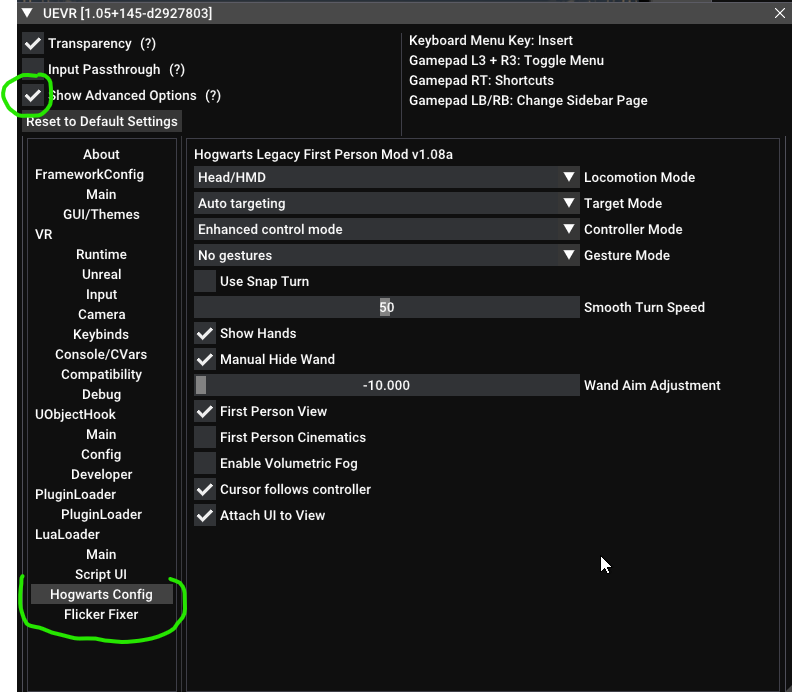 UEVR [1.05+145-d2927803]
Transparency (?)
Input Passthrough (?)
Show Advanced Options (?)
Reset to Default Settings
Keyboard Menu Key: Insert
Gamepad L3 + R3: Toggle Menu
Gamepad RT: Shortcuts
Gamepad LB/RB: Change Sidebar Page
About
FrameworkConfig
Main
GUI/Themes
VR
Runtime
Unreal
Input
Camera
Keybinds
Console/CVars
Compatibility
Debug
UObjectHook
Main
Config
Developer
PluginLoader
PluginLoader
LuaLoader
Main
Script UI
Hogwarts Config
Flicker Fixer
Hogwarts Legacy First Person Mod v1.08a
Head/HMD Locomotion Mode
Auto targeting Target Mode
Enhanced control mode Controller Mode
No gestures Gesture Mode
Use Snap Turn
50 Smooth Turn Speed
Show Hands
Manual Hide Wand
-10.000 Wand Aim Adjustment
First Person View
First Person Cinematics
Enable Volumetric Fog
Cursor follows controller
Attach UI to View